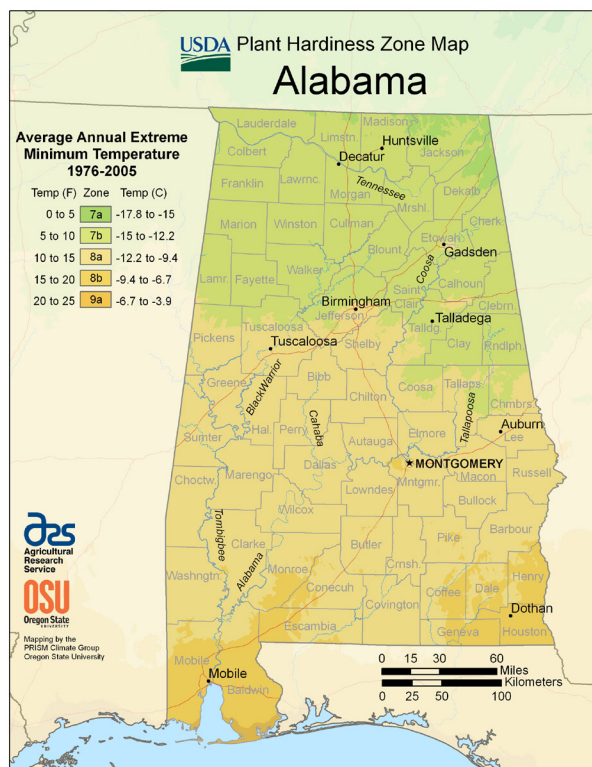 USDA Plant Hardiness Zone Map
Alabama
Average Annual Extreme
Minimum Temperature
1976-2005
Temp (F) Zone Temp (C)
0 to 5 7a -17.8 to -15
5 to 10 7b -15 to -12.2
10 to 15 8a -12.2 to -9.4
15 to 20 8b -9.4 to -6.7
20 to 25 9a -6.7 to -3.9
Lauderdale
Limstn.
Madison
Huntsville
Jackson
Colbert
Decatur
Lawrnc.
Tennessee
Franklin
Morgan
Mrshl.
Dekalb
Marion
Winston
Cullman
Cherk.
Blount
Etowah
Gadsden
Walker
Coosa
Lamr.
Fayette
Saint
Clair
Calhoun
Birmingham
Jefferson
Clebrn.
Talladega
Talldg.
Tuscaloosa
Pickens
Tuscaloosa
Shelby
Clay
Rndlph.
Greene
BlackWarrior
Bibb
Chilton
Coosa
Tallaps.
Chmbrs.
Tallapoosa
Auburn
Lee
Hal.
Perry
Cahaba
Autauga
Elmore
Sumter
MONTGOMERY
Dallas
Mntgmr.
Macon
Russell
Choctw.
Marengo
Lowndes
Bullock
Wilcox
Tombigbee
Clarke
Alabama
Butler
Pike
Barbour
Monroe
Crnsh.
Washngtn.
Conecuh
Covington
Coffee
Dale
Henry
Dothan
Escambia
Geneva
Houston
Mobile
Mobile
Baldwin
ars
Agricultural
Research
Service
OSU
Oregon State
UNIVERSITY
Mapping by the
PRISM Climate Group
Oregon State University
0 15 30 60
Miles
Kilometers
0 25 50 100